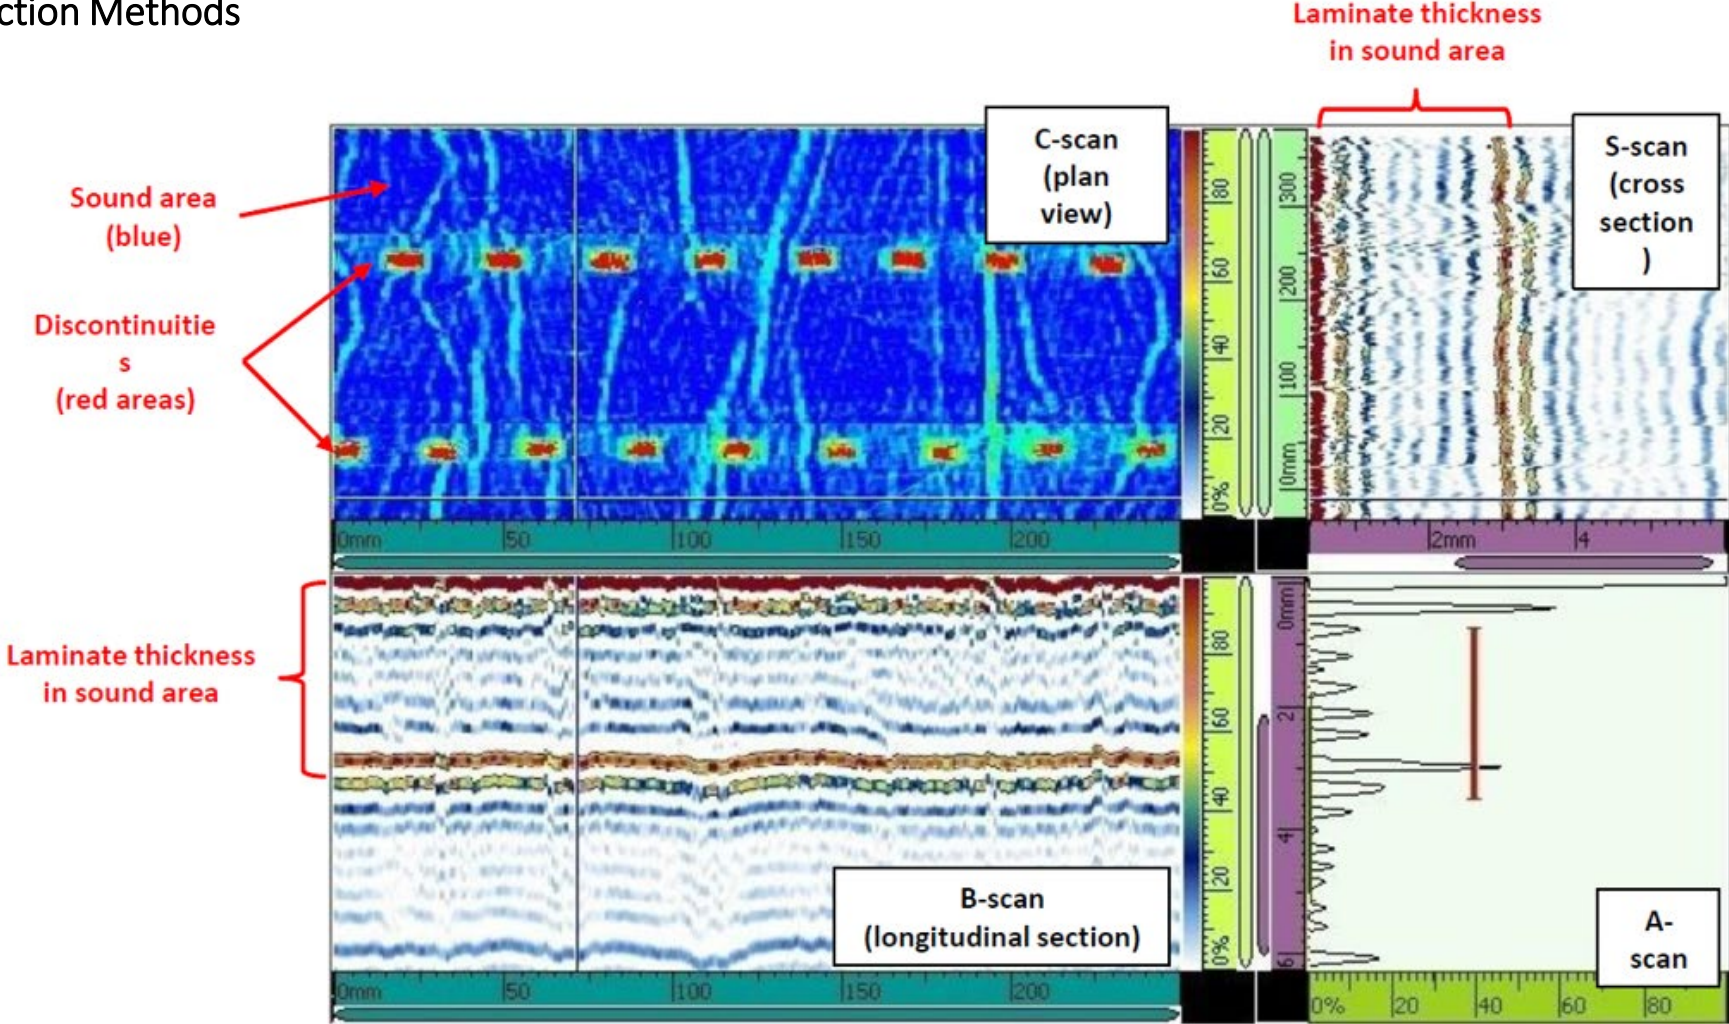 ction Methods
Laminate thickness
in sound area
C-scan
(plan
view)
S-scan
(cross
section
)
Sound area
(blue)
Discontinuitie
s
(red areas)
0%
20
40
60
80
0mm
100
200
300
0mm
50
100
150
200
2mm
4
Laminate thickness
in sound area
B-scan
(longitudinal section)
0%
20
40
60
80
0mm
2
4
6
A-
scan
0mm
50
100
150
200
0%
20
40
60
80